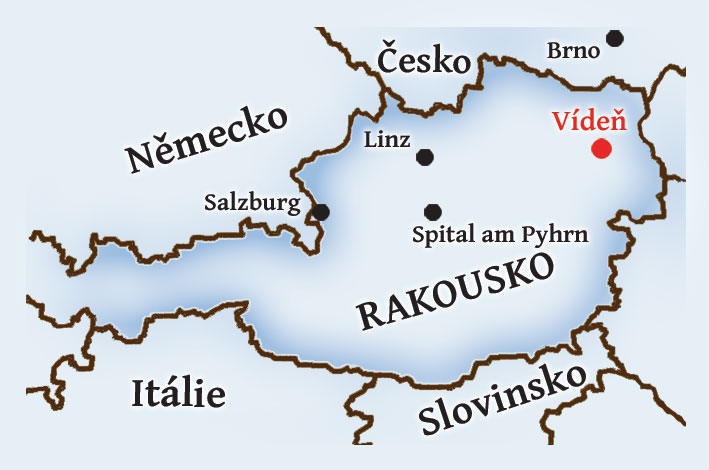 Česko
Brno
Německo
Vídeň
Linz
Salzburg
Spital am Pyhrn
RAKOUSKO
Itálie
Slovinsko